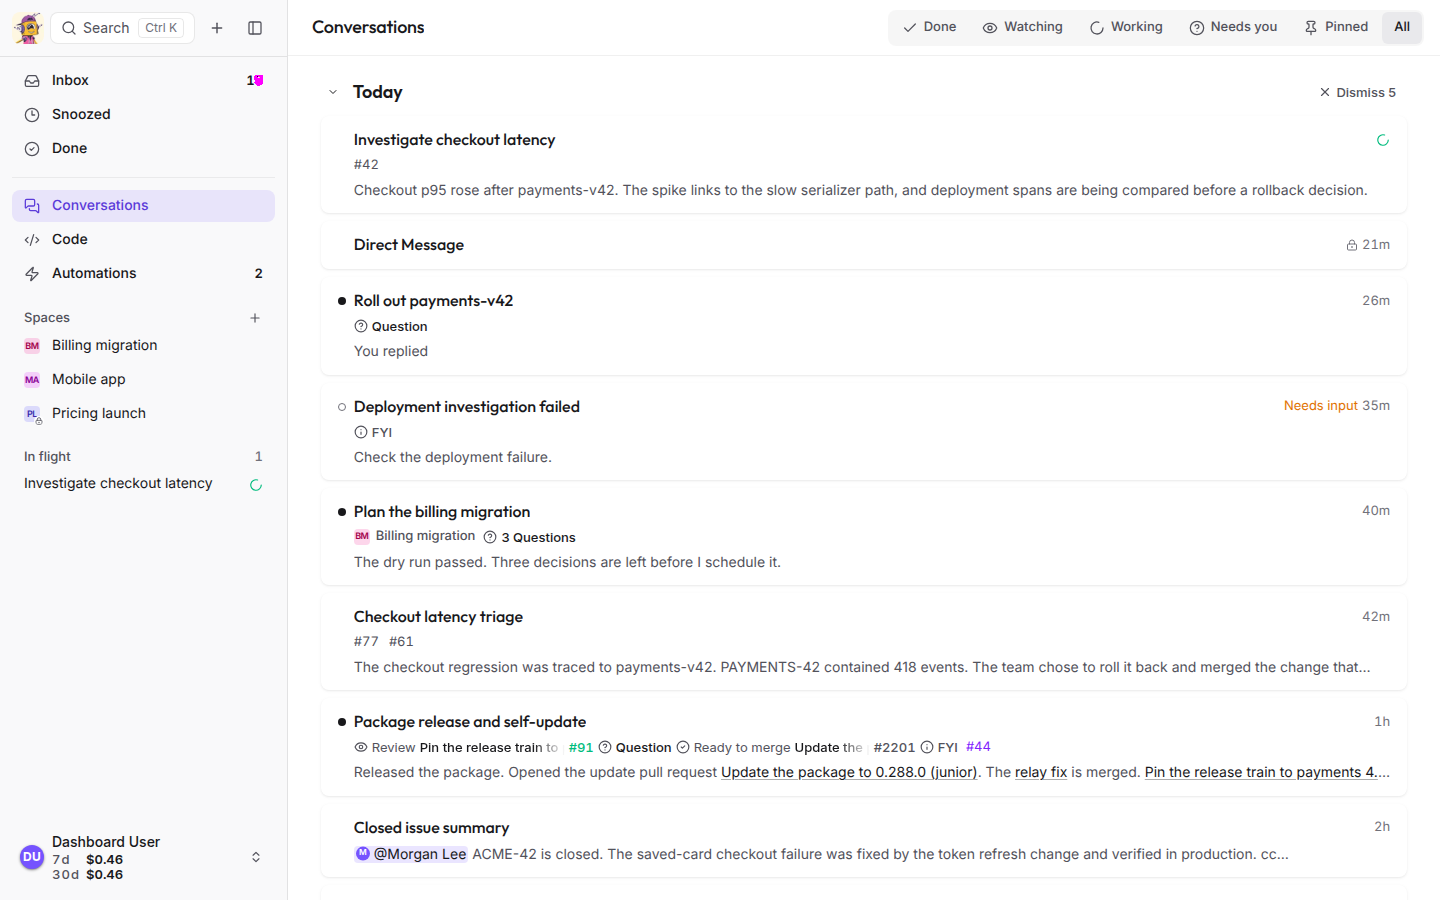 Search Ctrl K
Inbox
Snoozed
Done
Conversations
Code
Automations 2
Spaces
BM Billing migration
MA Mobile app
PL Pricing launch
In flight 1
Investigate checkout latency
DU Dashboard User
7d $0.46
30d $0.46
Conversations
Done Watching Working Needs you Pinned All
Today Dismiss 5
Investigate checkout latency
#42
Checkout p95 rose after payments-v42. The spike links to the slow serializer path, and deployment spans are being compared before a rollback decision.
Direct Message 21m
Roll out payments-v42 26m
Question
You replied
Deployment investigation failed Needs input 35m
FYI
Check the deployment failure.
Plan the billing migration 40m
BM Billing migration 3 Questions
The dry run passed. Three decisions are left before I schedule it.
Checkout latency triage 42m
#77 #61
The checkout regression was traced to payments-v42. PAYMENTS-42 contained 418 events. The team chose to roll it back and merged the change that...
Package release and self-update 1h
Review Pin the release train to #91 Question Ready to merge Update the #2201 FYI #44
Released the package. Opened the update pull request Update the package to 0.288.0 (junior). The relay fix is merged. Pin the release train to payments 4....
Closed issue summary 2h
M @Morgan Lee ACME-42 is closed. The saved-card checkout failure was fixed by the token refresh change and verified in production. cc...